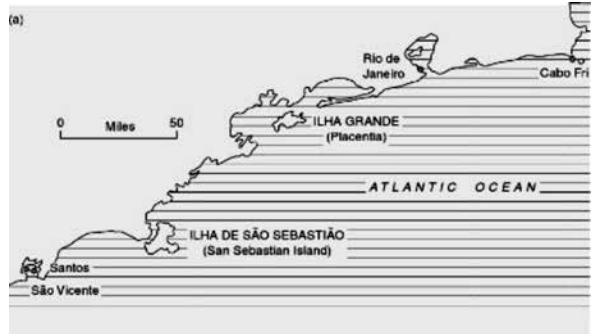 (a)
Rio de
Janeiro
Cabo Fri
0 Miles 50
ILHA GRANDE
(Placentia)
ATLANTIC OCEAN
ILHA DE SÃO SEBASTIÃO
(San Sebastian Island)
Santos
São Vicente